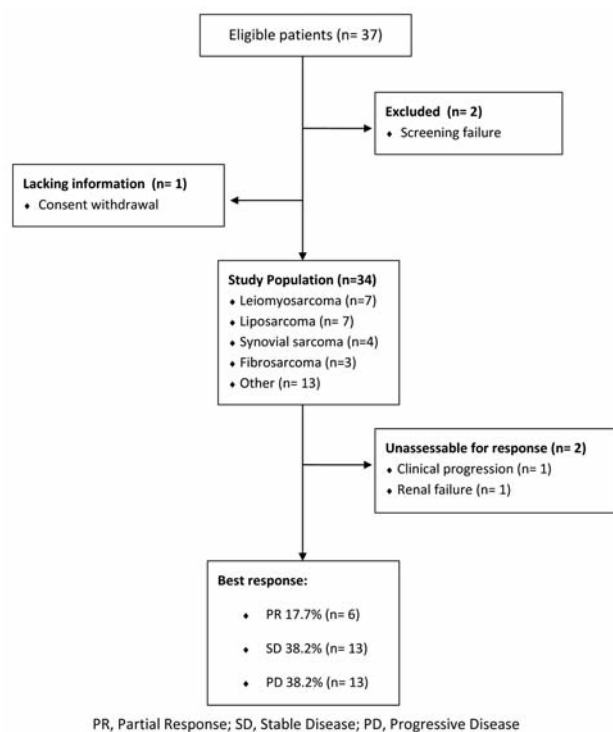 Eligible patients (n= 37)
Excluded  (n= 2)
♦ Screening failure
Lacking information  (n= 1)
♦ Consent withdrawal
Study Population (n=34)
♦ Leiomyosarcoma (n=7)
♦ Liposarcoma (n= 7)
♦ Synovial sarcoma (n=4)
♦ Fibrosarcoma (n=3)
♦ Other (n= 13)
Unassessable for response (n= 2)
♦ Clinical progression (n= 1)
♦ Renal failure (n= 1)
Best response:
♦ PR 17.7% (n= 6)
♦ SD 38.2% (n= 13)
♦ PD 38.2% (n= 13)
PR, Partial Response; SD, Stable Disease; PD, Progressive Disease